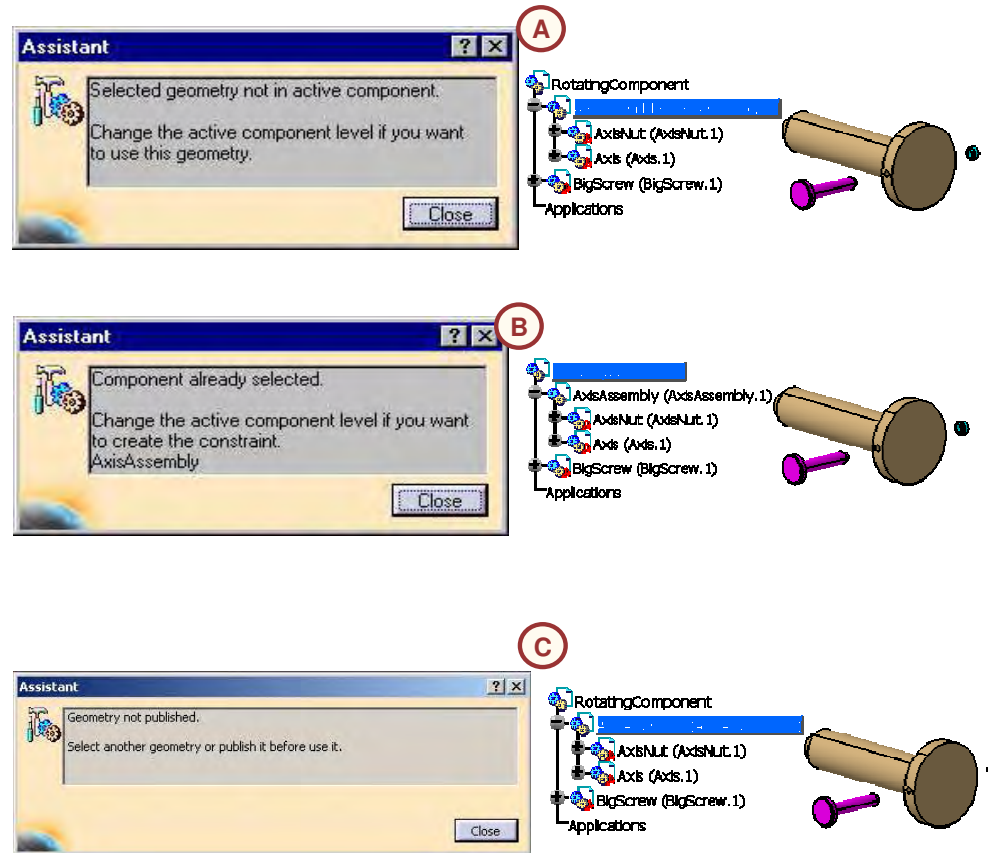 A
Assistant
Selected geometry not in active component.
Change the active component level if you want
to use this geometry.
Close
RotatingComponent
AxisNut (AxisNut.1)
Axis (Axis.1)
BigScrew (BigScrew.1)
Applications
B
Assistant
Component already selected.
Change the active component level if you want
to create the constraint.
AxisAssembly
Close
AxisAssembly (AxisAssembly.1)
AxisNut (AxisNut.1)
Axis (Axis.1)
BigScrew (BigScrew.1)
Applications
C
Assistant
Geometry not published.
Select another geometry or publish it before use it.
Close
RotatingComponent
AxisNut (AxisNut.1)
Axis (Axis.1)
BigScrew (BigScrew.1)
Applications